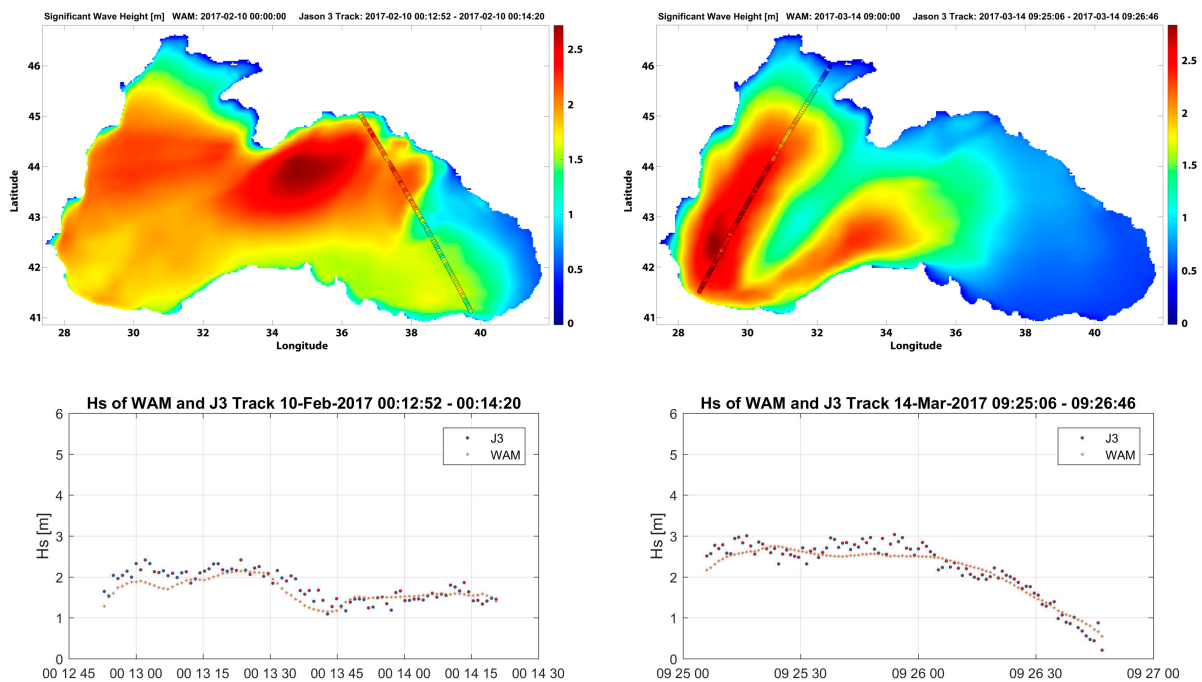 Significant Wave Height [m] WAM: 2017-02-10 00:00:00 Jason 3 Track: 2017-02-10 00:12:52 - 2017-02-10 00:14:20
Latitude
46
45
44
43
42
41
28 30 32 34 36 38 40
Longitude
2.5
2
1.5
1
0.5
0
Significant Wave Height [m] WAM: 2017-03-14 09:00:00 Jason 3 Track: 2017-03-14 09:25:06 - 2017-03-14 09:26:46
Latitude
46
45
44
43
42
41
28 30 32 34 36 38 40
Longitude
2.5
2
1.5
1
0.5
0
Hs of WAM and J3 Track 10-Feb-2017 00:12:52 - 00:14:20
Hs [m]
6
5
4
3
2
1
0
J3
WAM
00 12 45 00 13 00 00 13 15 00 13 30 00 13 45 00 14 00 00 14 15 00 14 30
Hs of WAM and J3 Track 14-Mar-2017 09:25:06 - 09:26:46
Hs [m]
6
5
4
3
2
1
0
J3
WAM
09 25 00 09 25 30 09 26 00 09 26 30 09 27 00